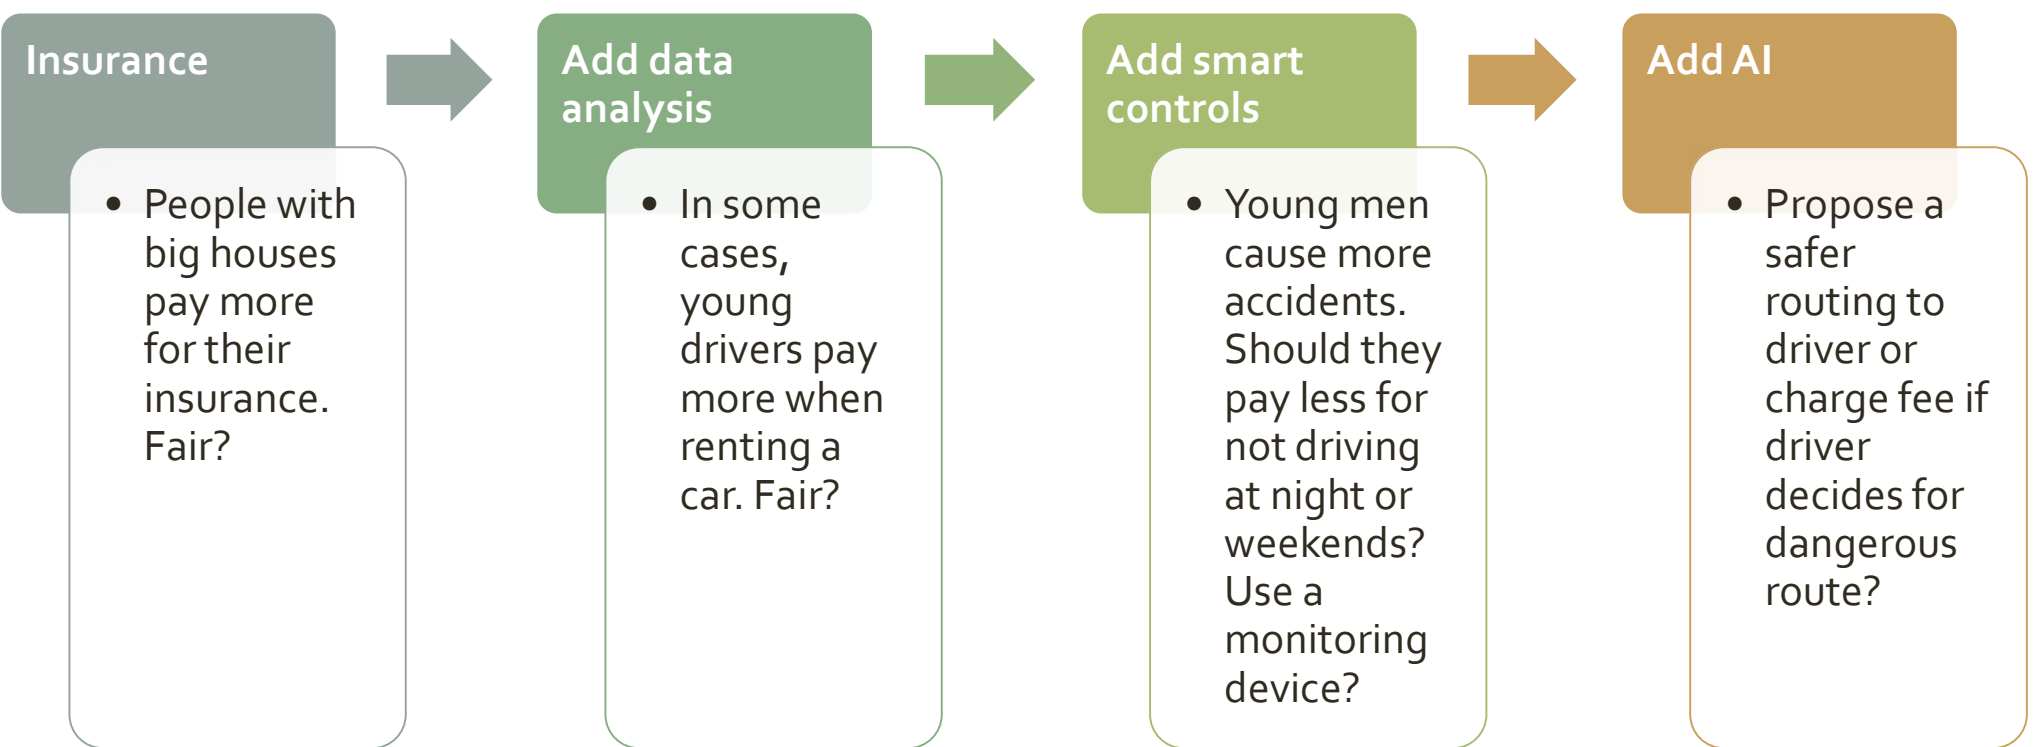 Insurance
• People with
big houses
pay more
for their
insurance.
Fair?
Add data
analysis
• In some
cases,
young
drivers pay
more when
renting a
car. Fair?
Add smart
controls
• Young men
cause more
accidents.
Should they
pay less for
not driving
at night or
weekends?
Use a
monitoring
device?
Add AI
• Propose a
safer
routing to
driver or
charge fee if
driver
decides for
dangerous
route?